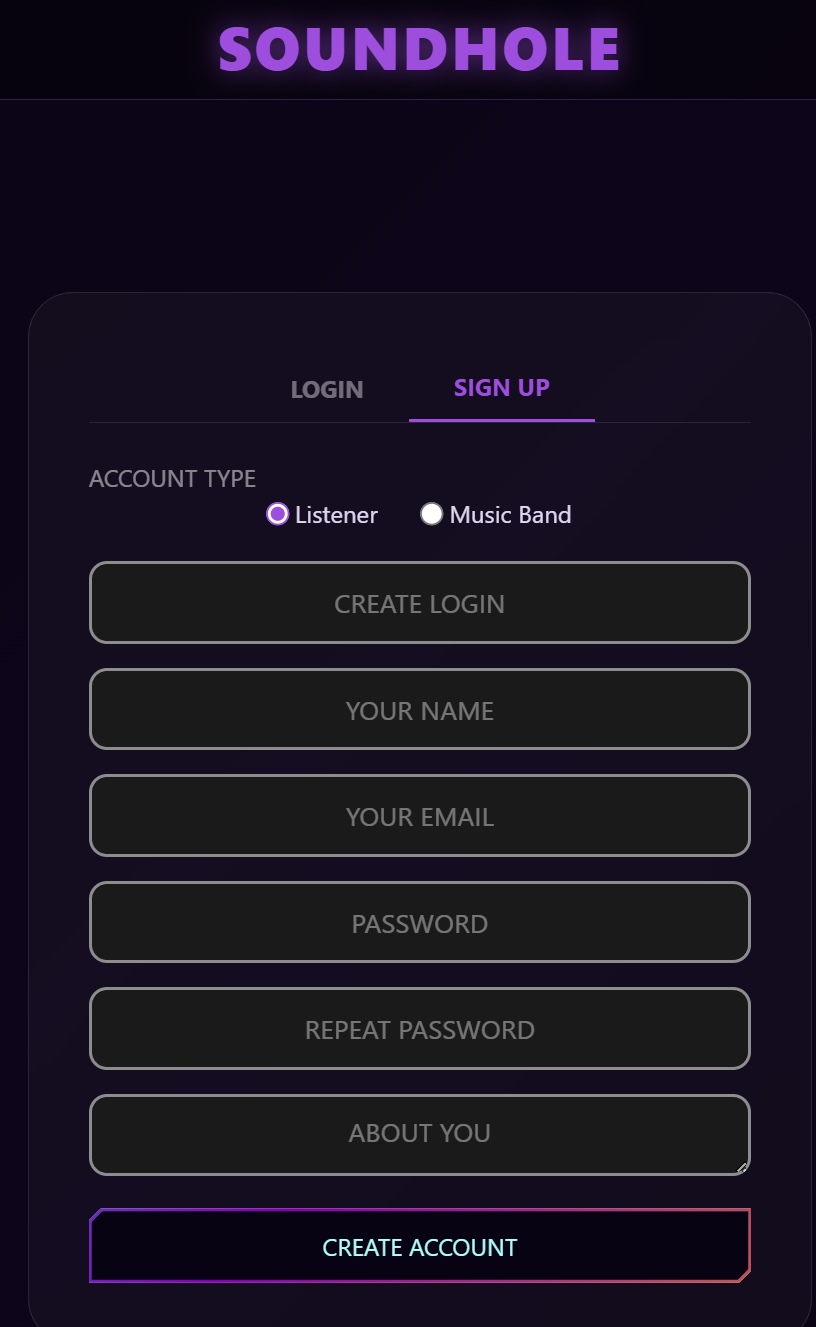 SOUNDHOLE
LOGIN SIGN UP
ACCOUNT TYPE
Listener Music Band
CREATE LOGIN
YOUR NAME
YOUR EMAIL
PASSWORD
REPEAT PASSWORD
ABOUT YOU
CREATE ACCOUNT